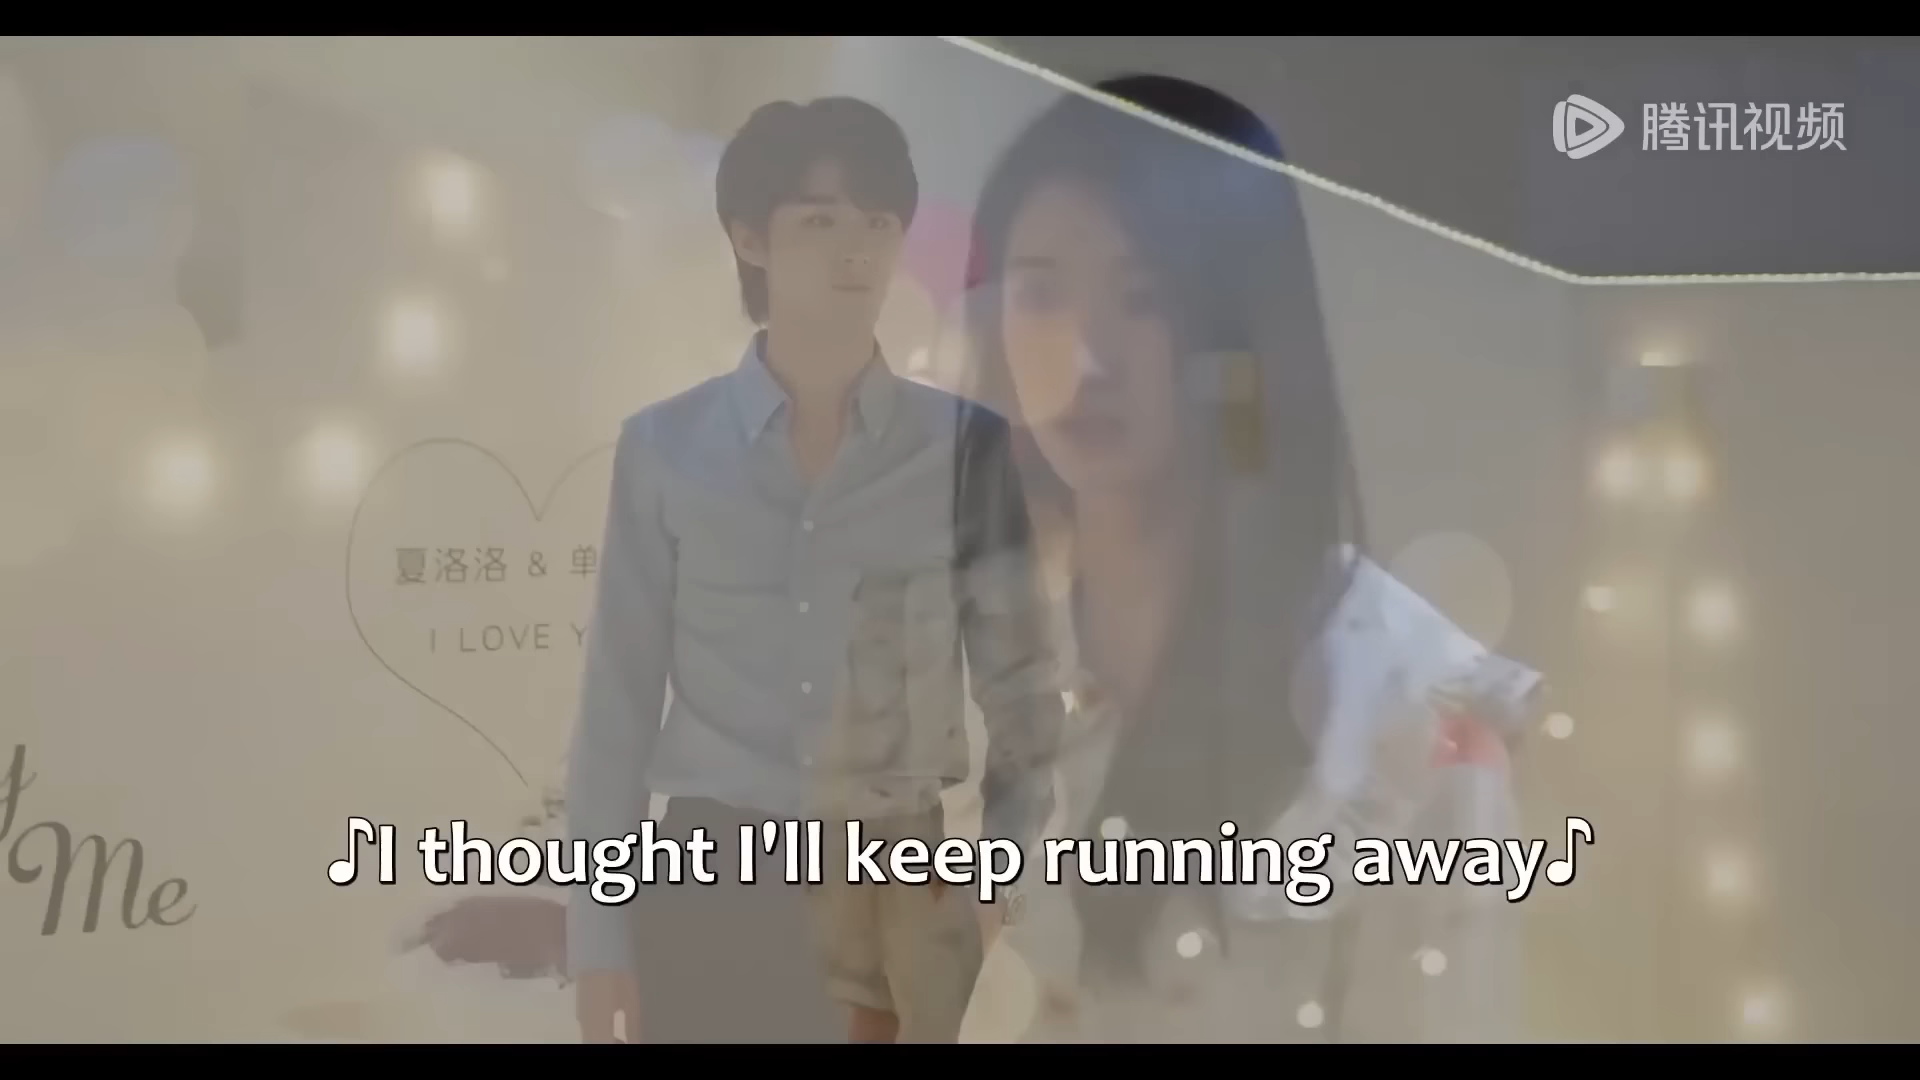 腾讯视频
夏洛洛 & 单
I LOVE Y
Me
♪I thought I'll keep running away♪